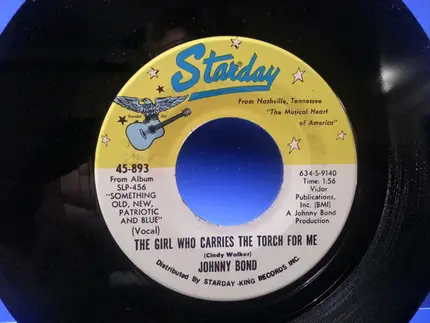 Starday
From Nashville, Tennessee
"The Musical Heart
of America"
45-893
From Album
SLP-456
"SOMETHING
OLD, NEW,
PATRIOTIC
AND BLUE"
(Vocal)
634-S-9140
Time: 1:56
Vidor
Publications,
Inc. (BMI)
A Johnny Bond
Production
THE GIRL WHO CARRIES THE TORCH FOR ME
(Cindy Walker)
JOHNNY BOND
Distributed By STARDAY-KING RECORDS INC.